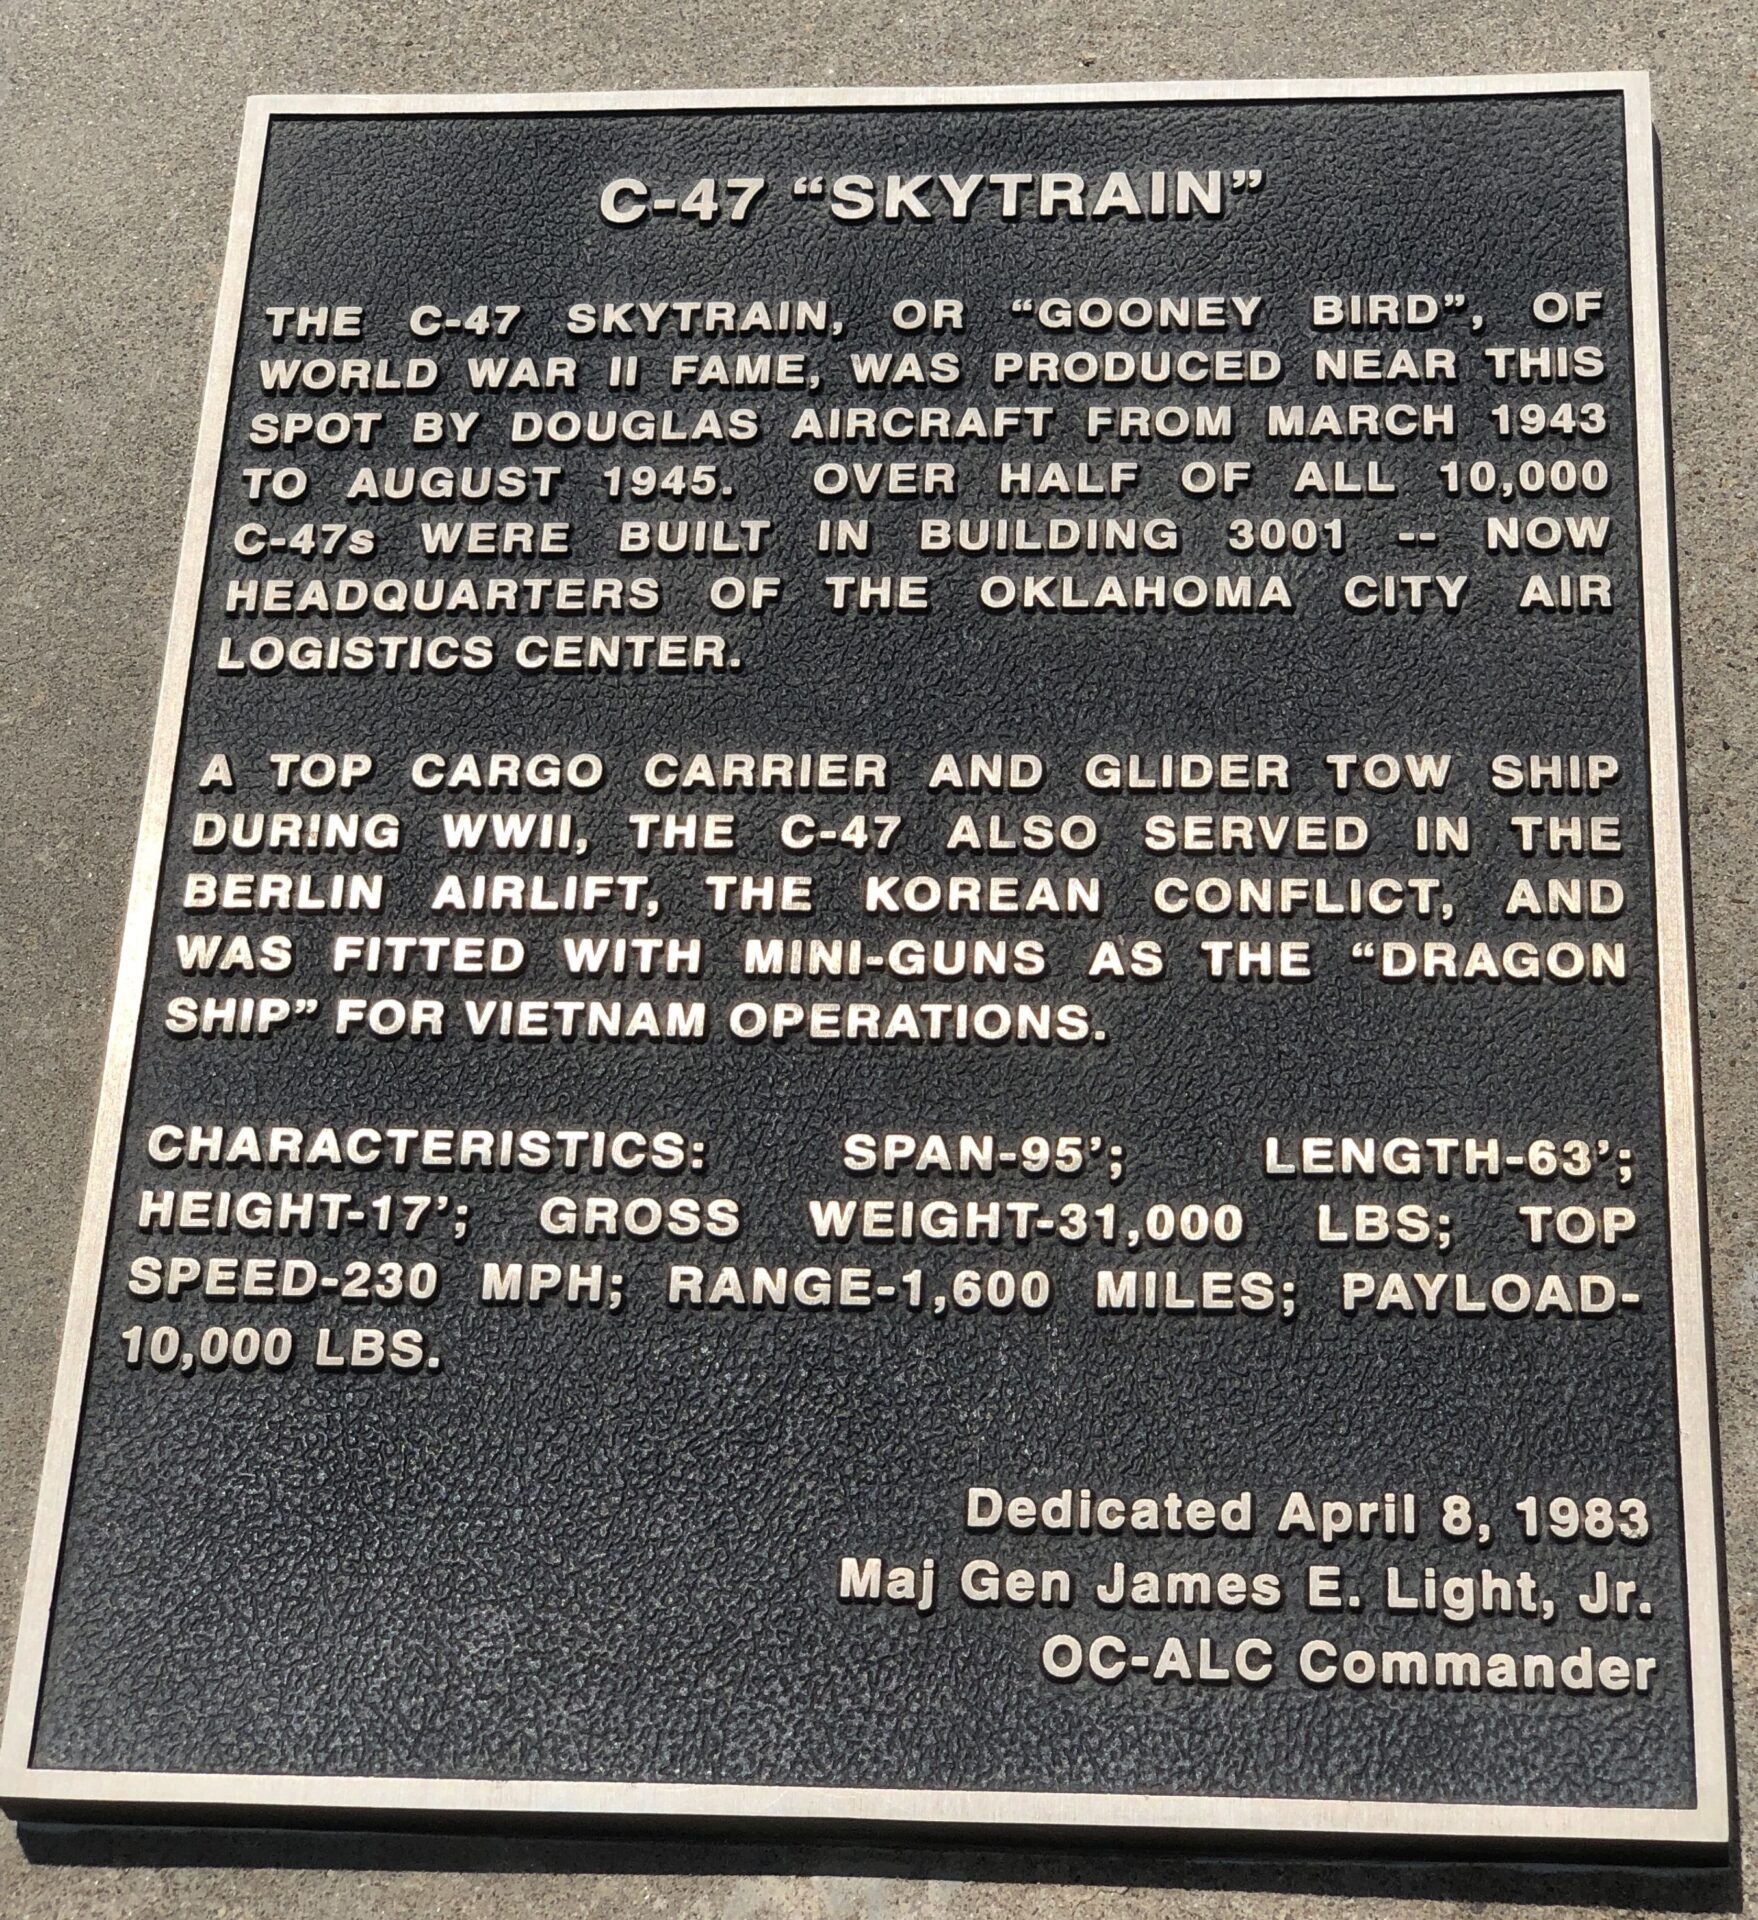 C-47 “SKYTRAIN”
THE C-47 SKYTRAIN, OR “GOONEY BIRD”, OF
WORLD WAR II FAME, WAS PRODUCED NEAR THIS
SPOT BY DOUGLAS AIRCRAFT FROM MARCH 1943
TO AUGUST 1945. OVER HALF OF ALL 10,000
C-47s WERE BUILT IN BUILDING 3001 -- NOW
HEADQUARTERS OF THE OKLAHOMA CITY AIR
LOGISTICS CENTER.
A TOP CARGO CARRIER AND GLIDER TOW SHIP
DURING WWII, THE C-47 ALSO SERVED IN THE
BERLIN AIRLIFT, THE KOREAN CONFLICT, AND
WAS FITTED WITH MINI-GUNS AS THE “DRAGON
SHIP” FOR VIETNAM OPERATIONS.
CHARACTERISTICS: SPAN-95’; LENGTH-63’;
HEIGHT-17’; GROSS WEIGHT-31,000 LBS; TOP
SPEED-230 MPH; RANGE-1,600 MILES; PAYLOAD-
10,000 LBS.
Dedicated April 8, 1983
Maj Gen James E. Light, Jr.
OC-ALC Commander